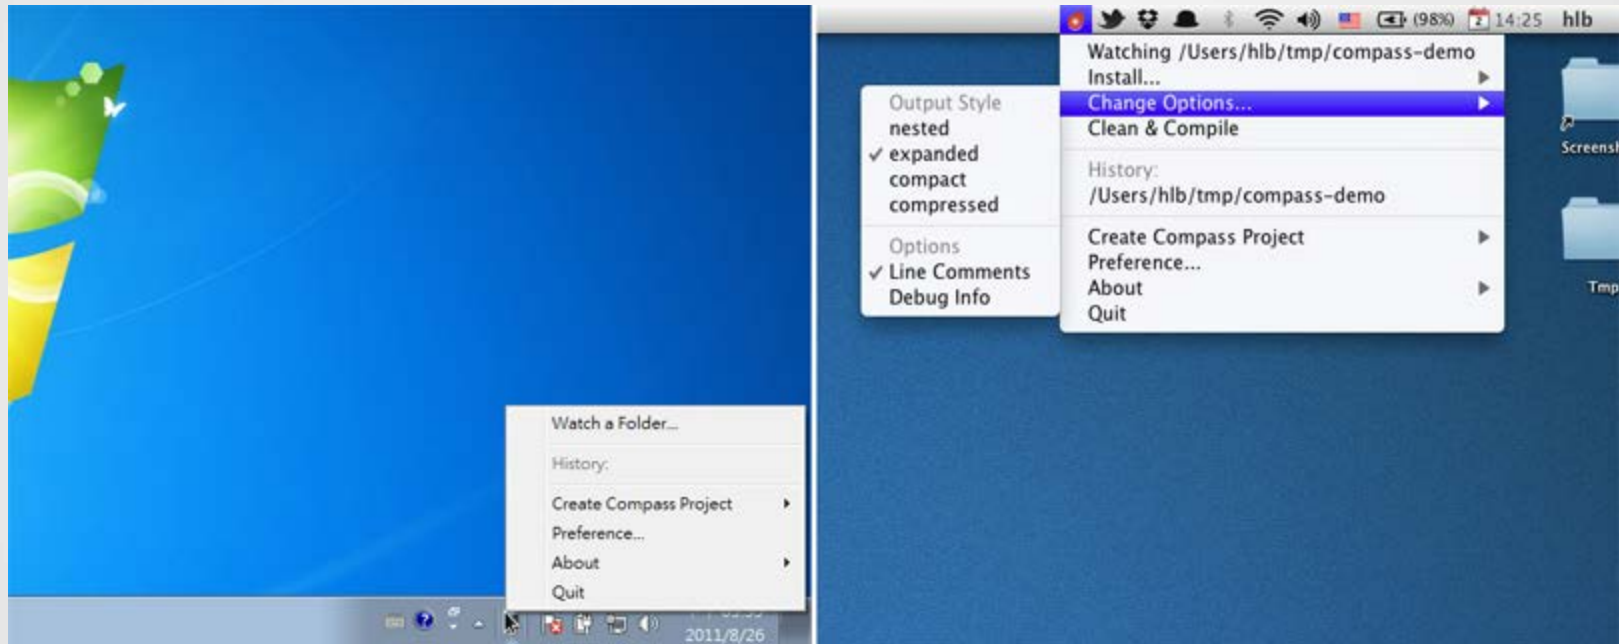 Watch a Folder...
History:
Create Compass Project
Preference...
About
Quit
2011/8/26
(98%) 2 14:25 hlb
Watching /Users/hlb/tmp/compass-demo
Install...
Change Options...
Clean & Compile
History:
/Users/hlb/tmp/compass-demo
Create Compass Project
Preference...
About
Quit
Output Style
nested
✓ expanded
compact
compressed
Options
✓ Line Comments
Debug Info
Tmp